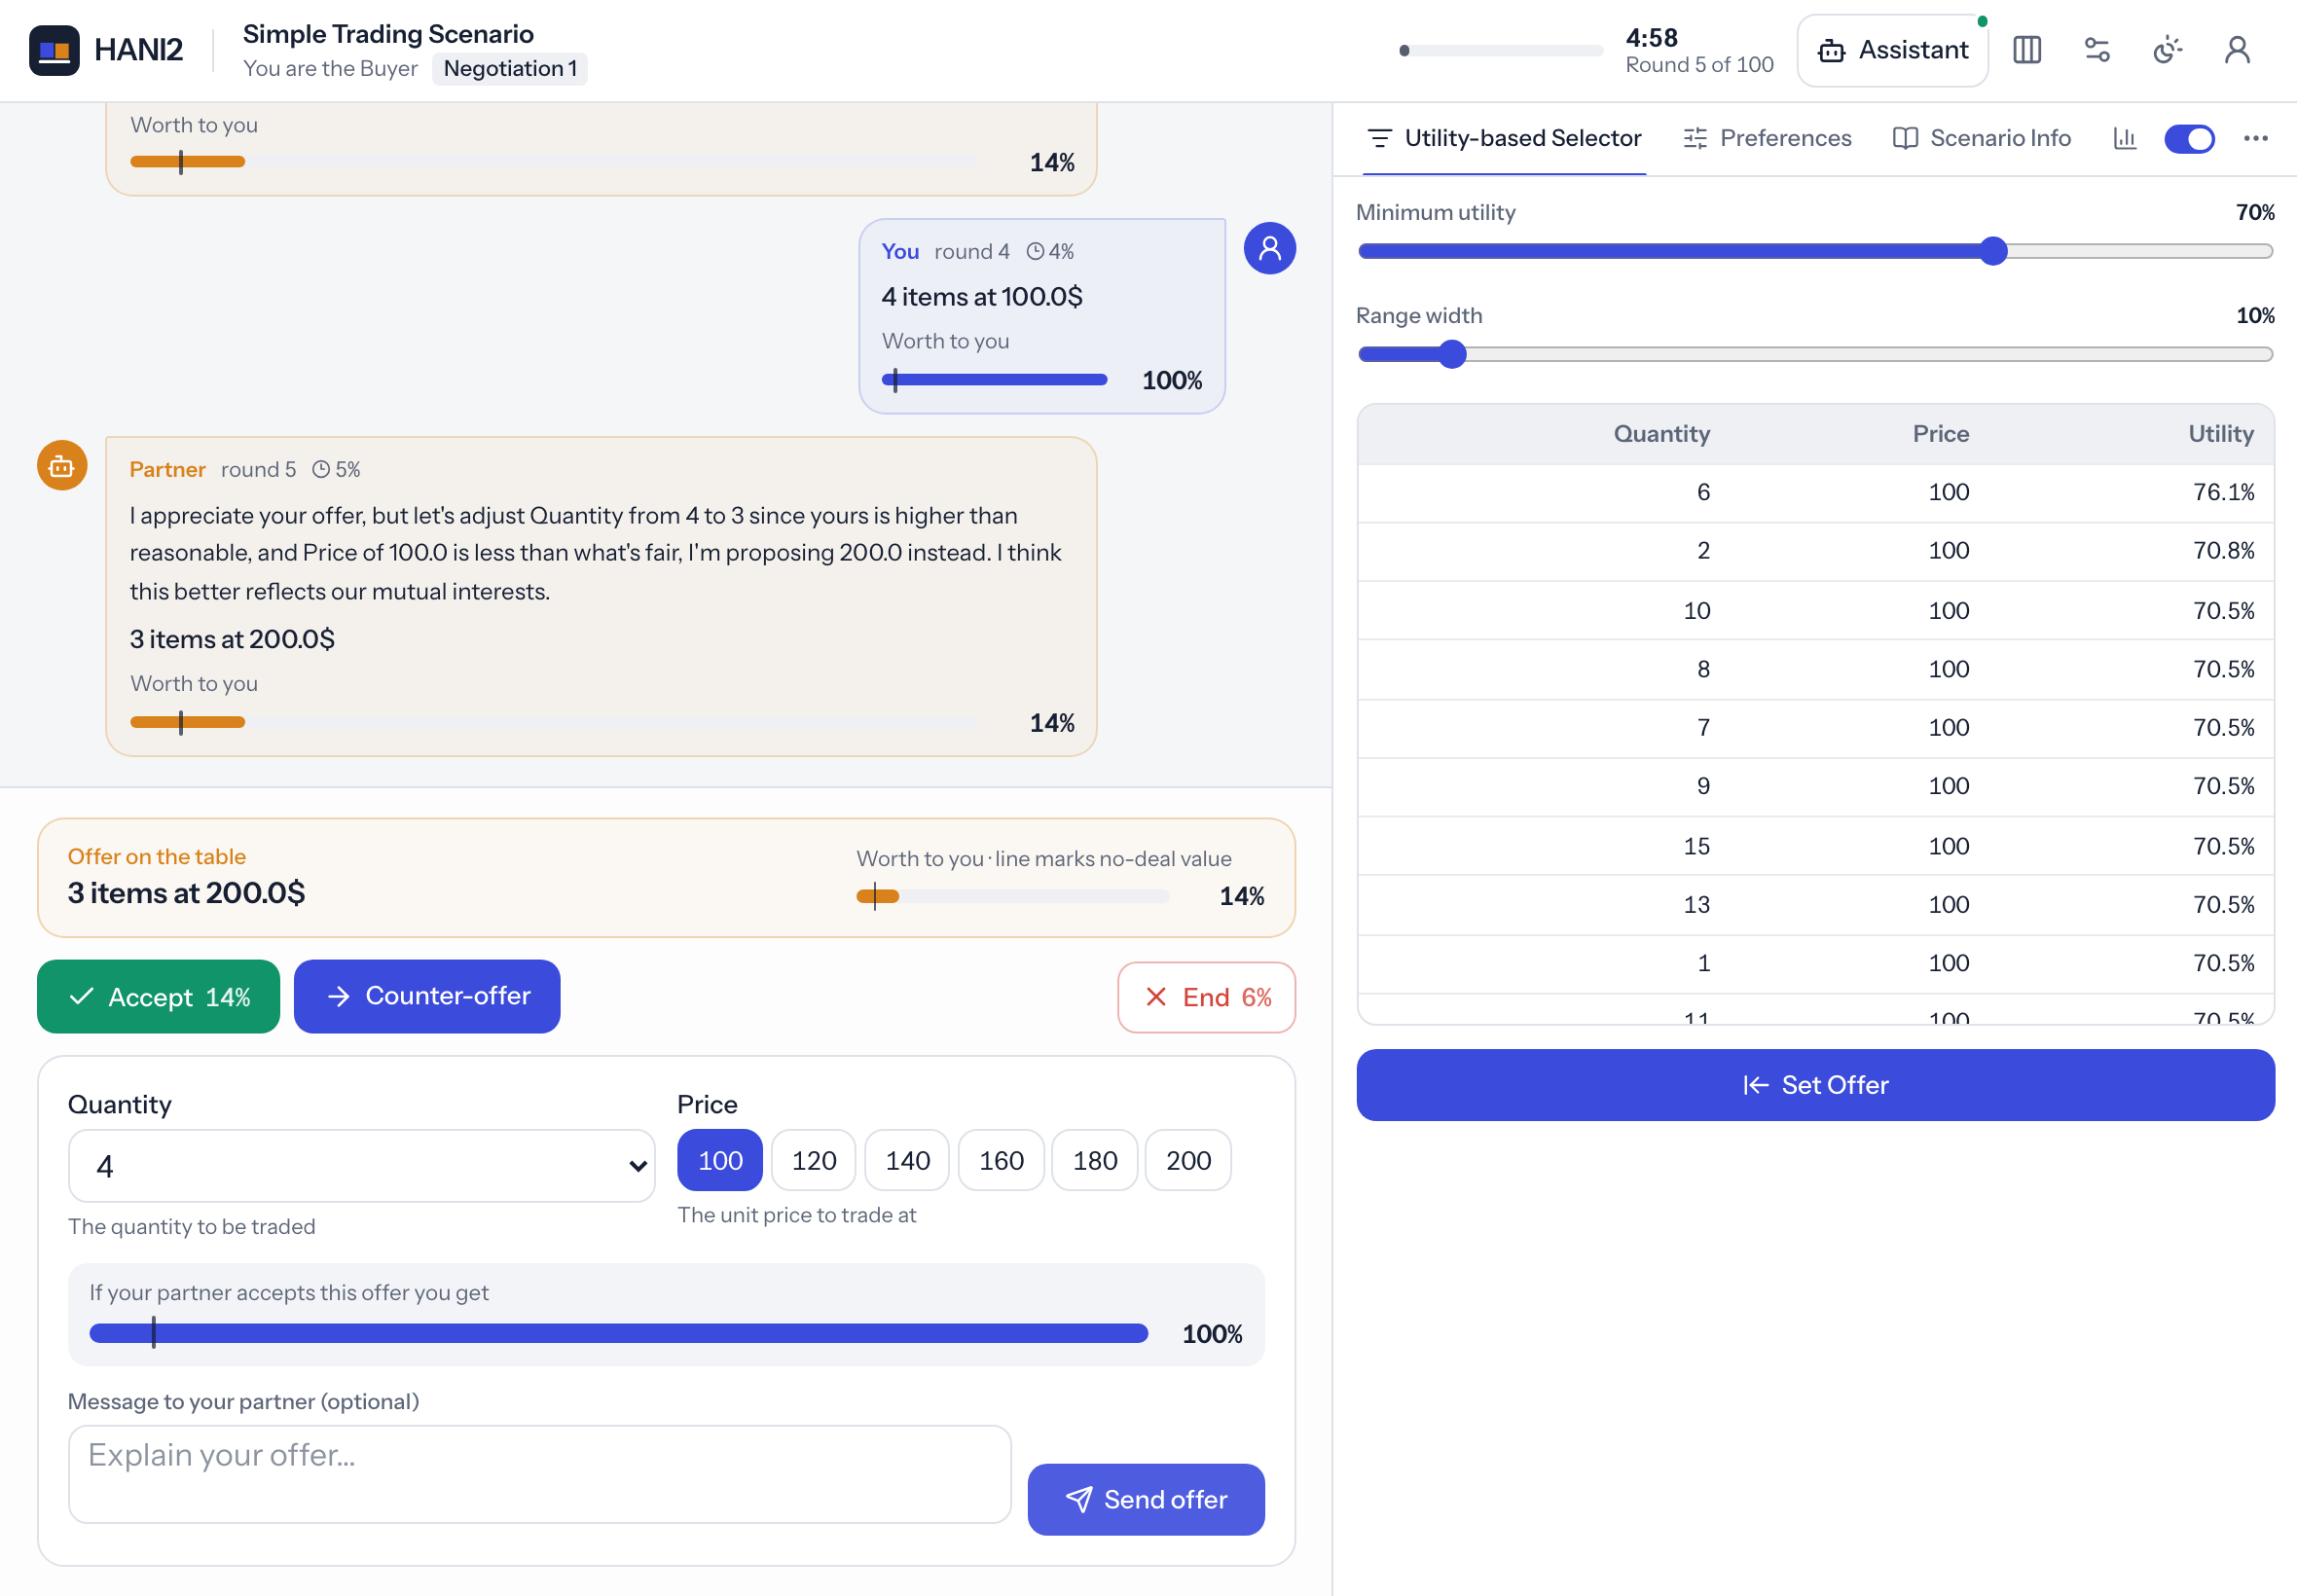 HANI2
Simple Trading Scenario
You are the Buyer Negotiation 1
4:58
Round 5 of 100
Assistant
Worth to you
14%
You round 4 4%
4 items at 100.0$
Worth to you
100%
Partner round 5 5%
I appreciate your offer, but let's adjust Quantity from 4 to 3 since yours is higher than
reasonable, and Price of 100.0 is less than what's fair, I'm proposing 200.0 instead. I think
this better reflects our mutual interests.
3 items at 200.0$
Worth to you
14%
Offer on the table
3 items at 200.0$
Worth to you · line marks no-deal value
14%
Accept 14%
Counter-offer
End 6%
Quantity
4
The quantity to be traded
Price
100 120 140 160 180 200
The unit price to trade at
If your partner accepts this offer you get
100%
Message to your partner (optional)
Explain your offer...
Send offer
Utility-based Selector Preferences Scenario Info
Minimum utility 70%
Range width 10%
Quantity Price Utility
6 100 76.1%
2 100 70.8%
10 100 70.5%
8 100 70.5%
7 100 70.5%
9 100 70.5%
15 100 70.5%
13 100 70.5%
1 100 70.5%
11 100 70.5%
Set Offer